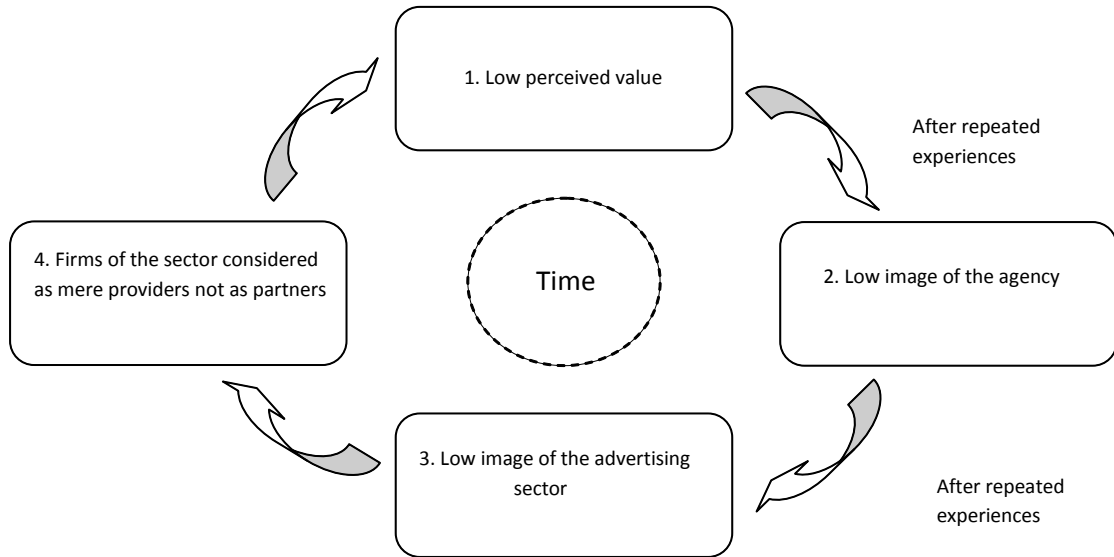 1. Low perceived value
After repeated
experiences
2. Low image of the agency
After repeated
experiences
3. Low image of the advertising
sector
4. Firms of the sector considered
as mere providers not as partners
Time